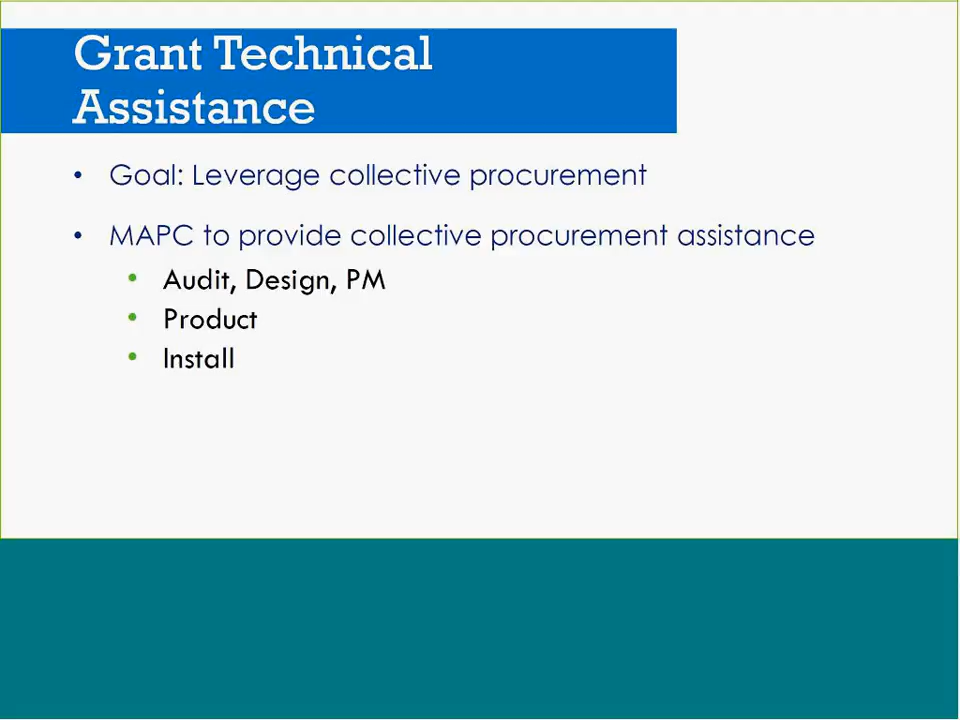 Grant Technical
Assistance
• Goal: Leverage collective procurement
• MAPC to provide collective procurement assistance
• Audit, Design, PM
• Product
• Install